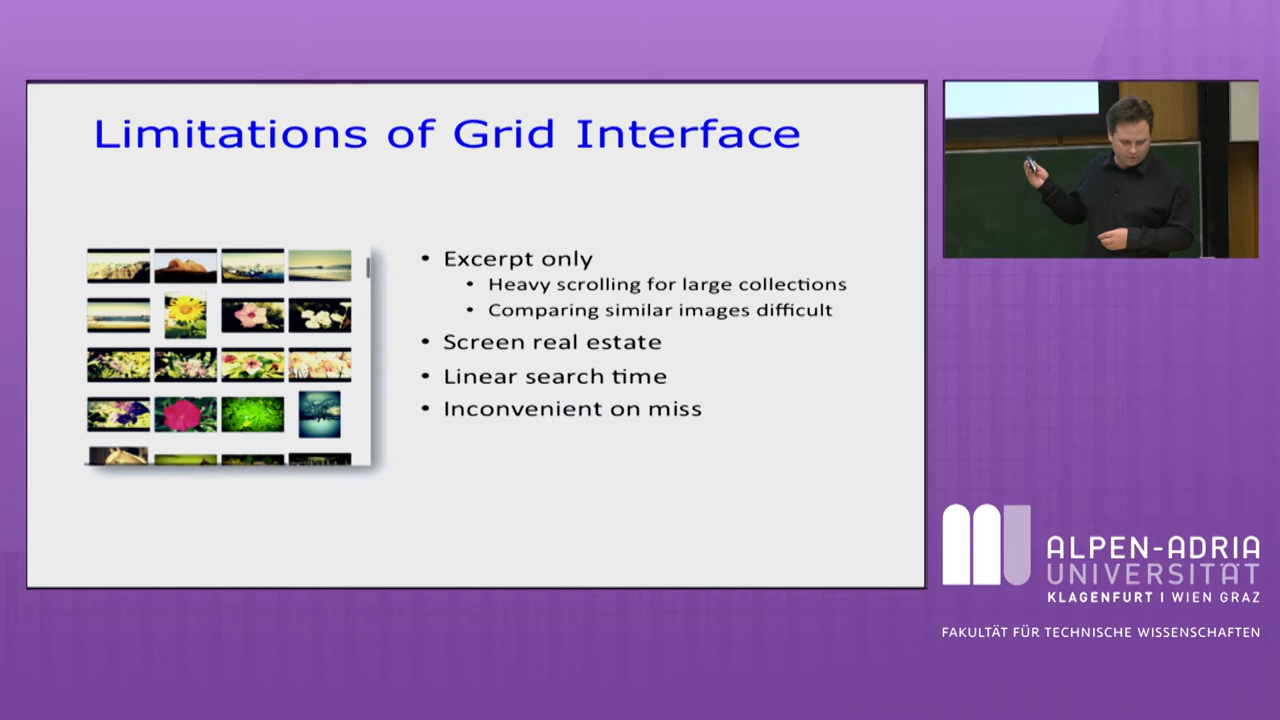 Limitations of Grid Interface
• Excerpt only
• Heavy scrolling for large collections
• Comparing similar images difficult
• Screen real estate
• Linear search time
• Inconvenient on miss
ALPEN-ADRIA
UNIVERSITÄT
KLAGENFURT I WIEN GRAZ
FAKULTÄT FÜR TECHNISCHE WISSENSCHAFTEN